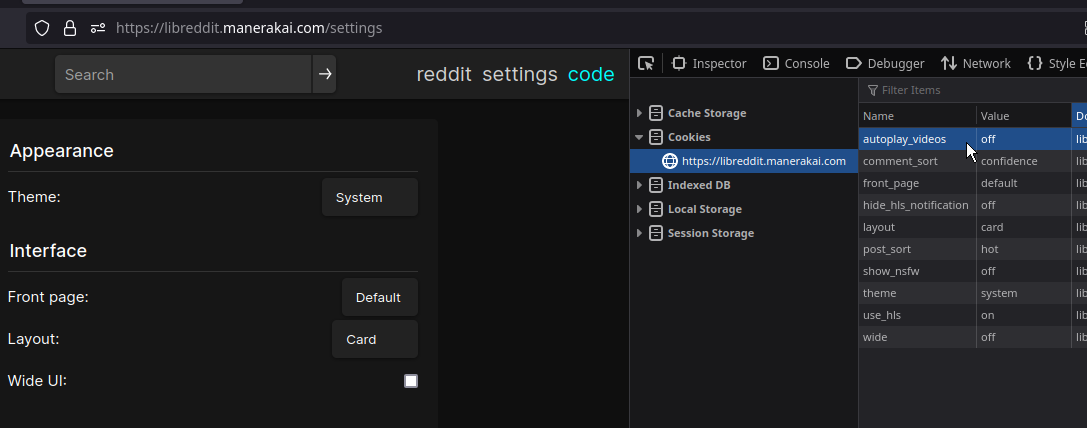 https://libreddit.manerakai.com/settings
Search
reddit settings code
Appearance
Theme: System
Interface
Front page: Default
Layout: Card
Wide UI:
Inspector Console Debugger Network Style E
Cache Storage
Cookies
https://libreddit.manerakai.com
Indexed DB
Local Storage
Session Storage
Filter Items
Name Value Do
autoplay_videos off lib
comment_sort confidence lib
front_page default lib
hide_hls_notification off lib
layout card lib
post_sort hot lib
show_nsfw off lib
theme system lib
use_hls on lib
wide off lib